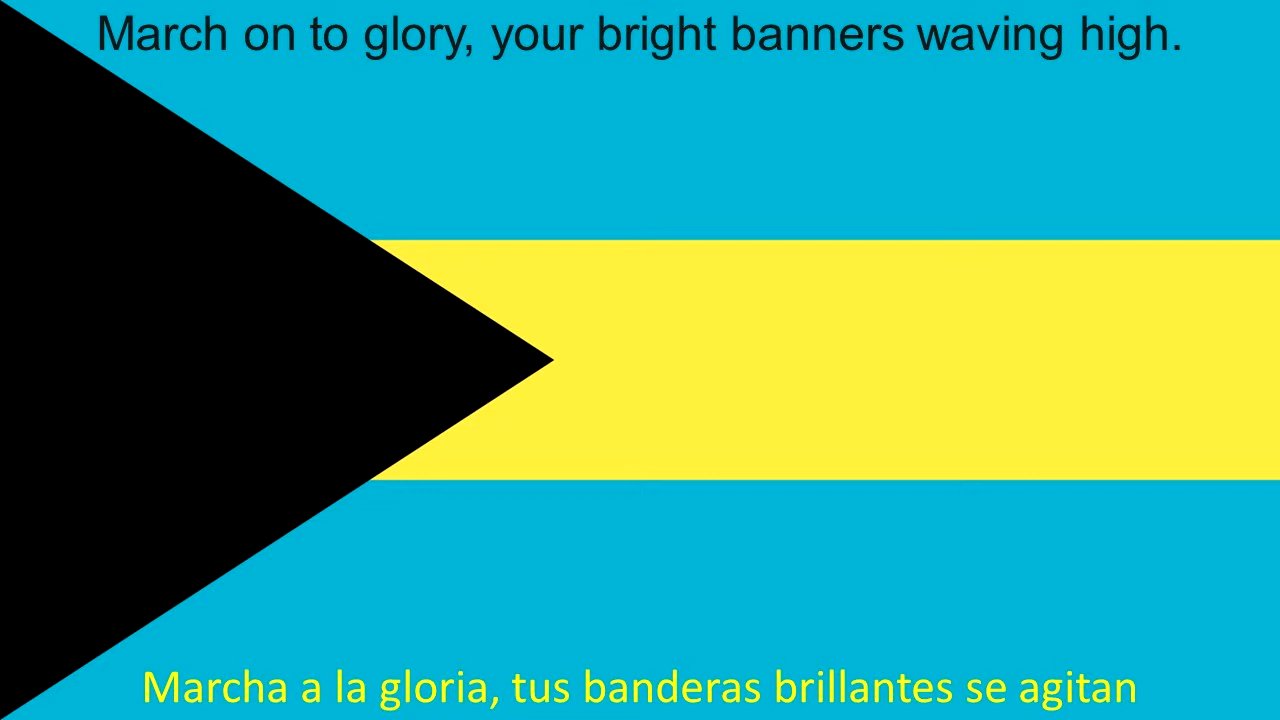 March on to glory, your bright banners waving high.
Marcha a la gloria, tus banderas brillantes se agitan